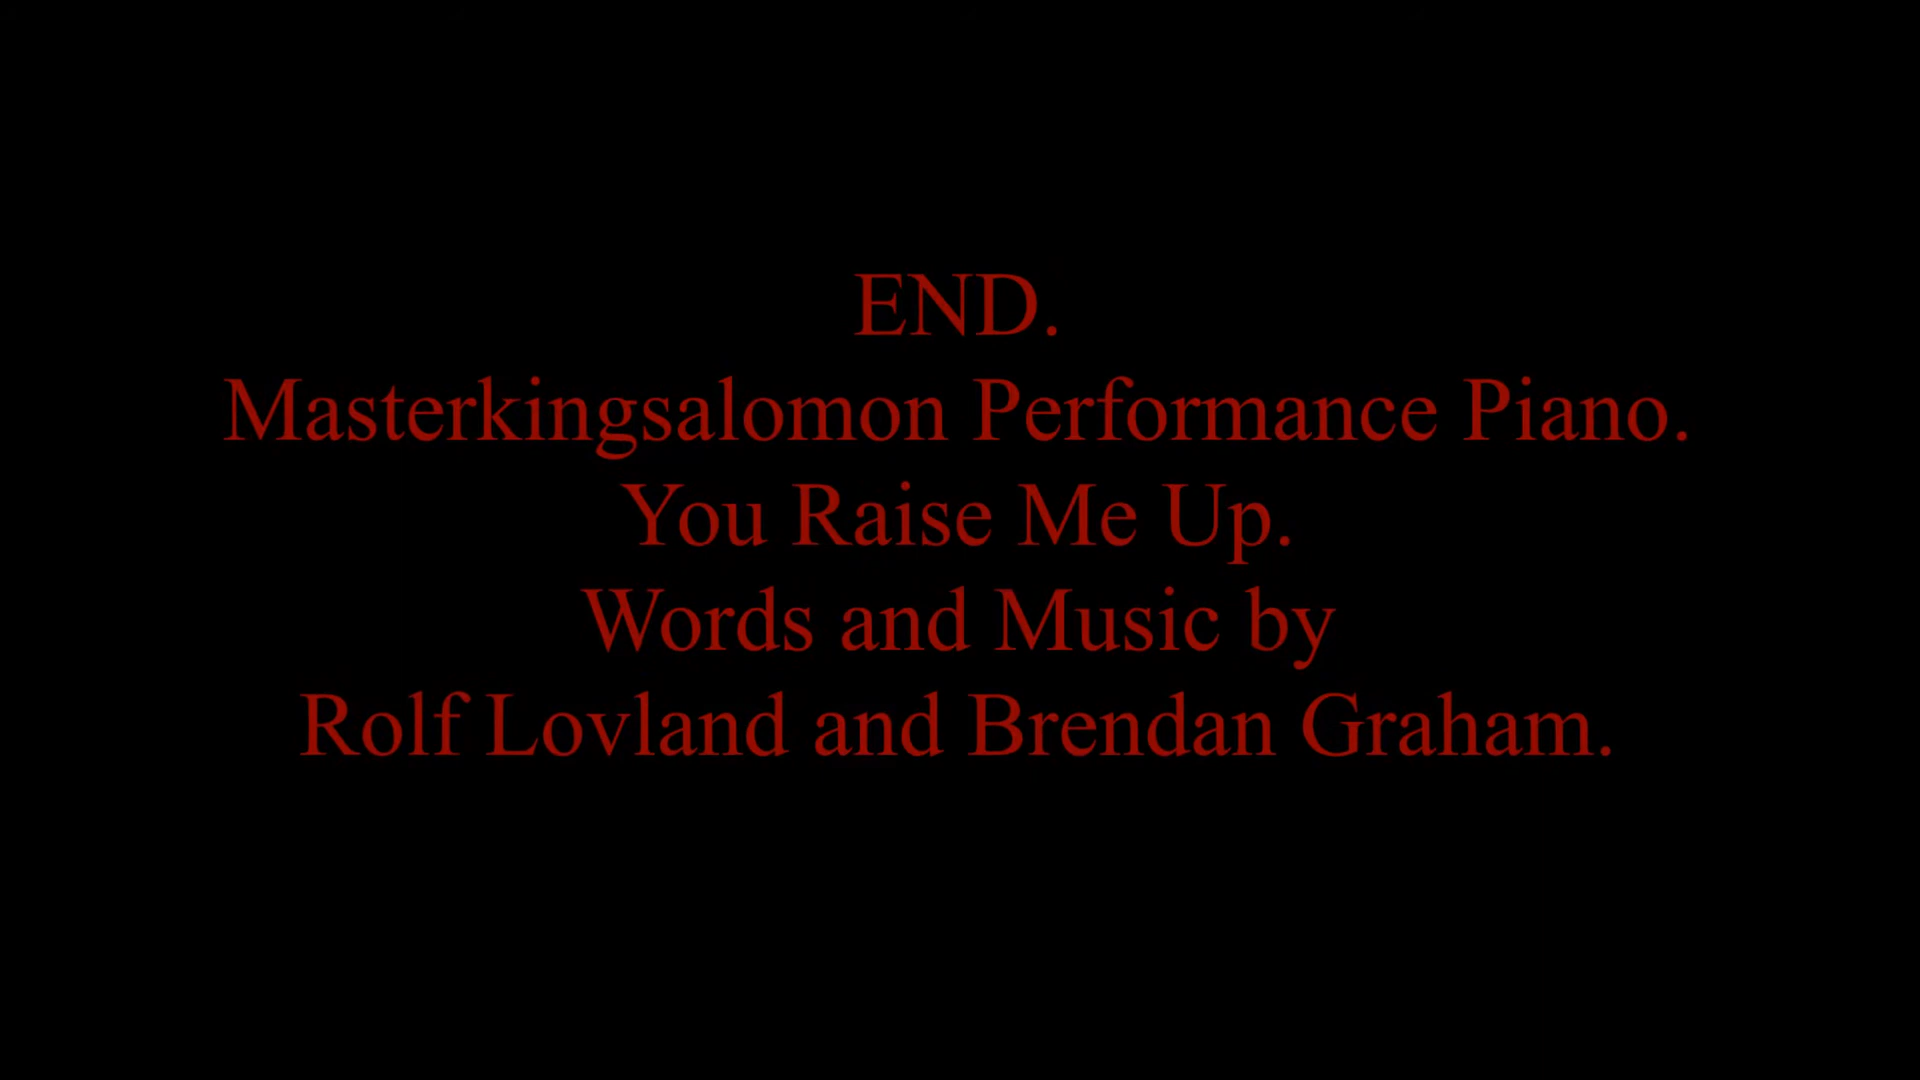 END.
Masterkingsalomon Performance Piano.
You Raise Me Up.
Words and Music by
Rolf Lovland and Brendan Graham.